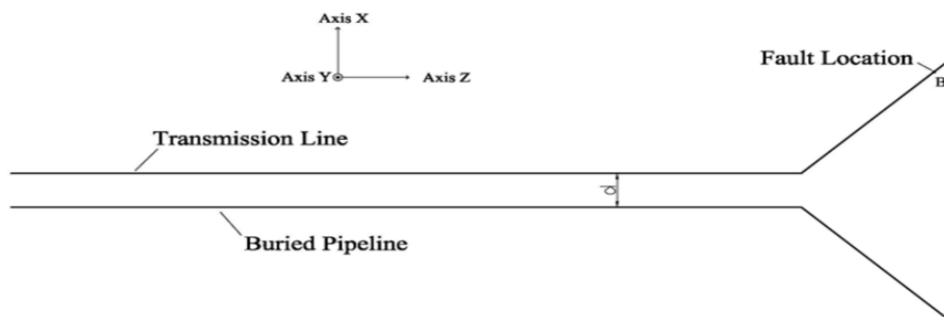 Axis X
Fault Location
Axis Y
Axis Z
B
Transmission Line
d
Buried Pipeline